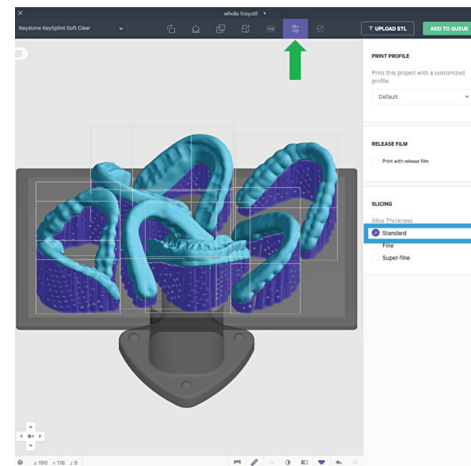 whole tray.stl
Keystone KeySplint Soft Clear
UPLOAD STL
ADD TO QUEUE
PRINT PROFILE
Print this project with a customized
profile
Default
RELEASE FILM
Print with release film
SLICING
Slice Thickness
Standard
Fine
Super-fine
x 190 Y 116 z 9